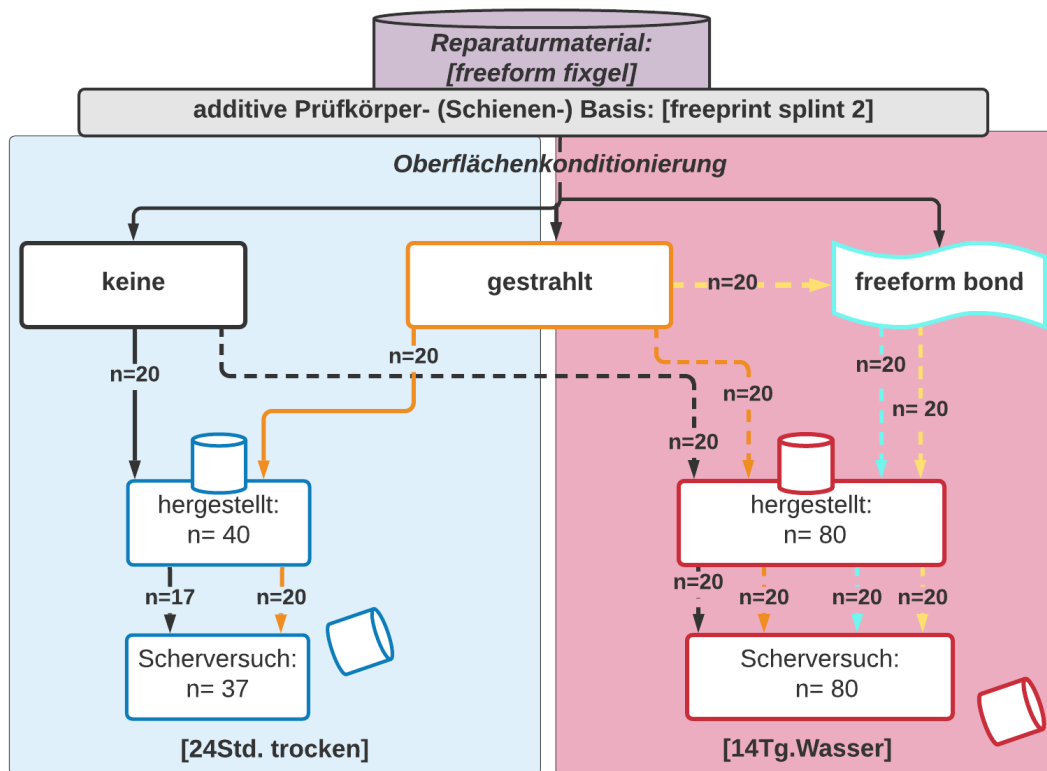 Reparaturmaterial:
[freeform fixgel]
additive Prüfkörper- (Schienen-) Basis: [freeprint splint 2]
Oberflächenkonditionierung
keine
gestrahlt
n=20
freeform bond
n=20
n=20
n=20
n=20
n= 20
n=20
n=20
hergestellt:
n= 40
hergestellt:
n= 80
n=17
n=20
n=20
n=20
n=20
n=20
Scherversuch:
n= 37
Scherversuch:
n= 80
[24Std. trocken]
[14Tg.Wasser]